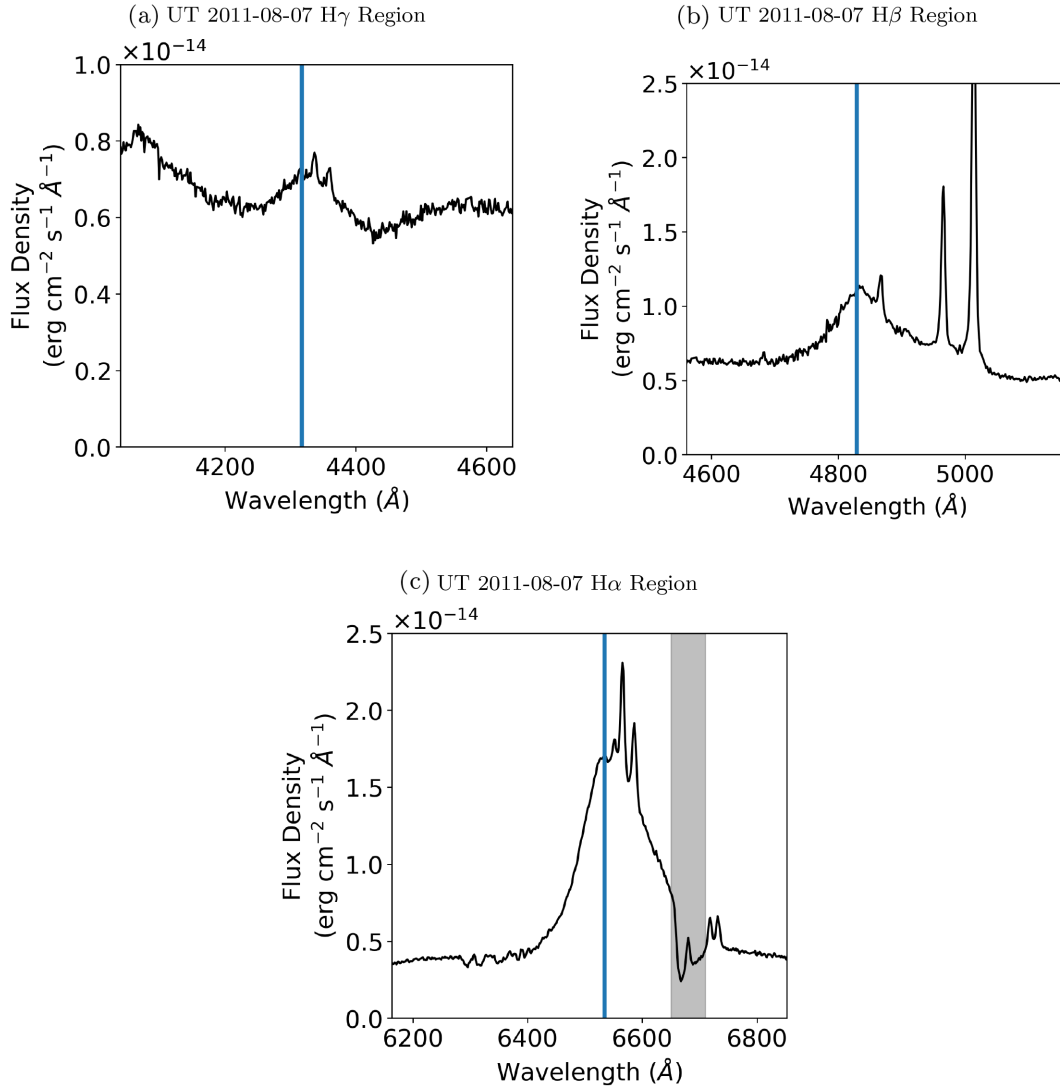 (a) UT 2011-08-07 Hγ Region
×10⁻¹⁴
1.0
0.8
0.6
0.4
0.2
0.0
4200 4400 4600
Wavelength (Å)
Flux Density
(erg cm⁻² s⁻¹ Å⁻¹)
(b) UT 2011-08-07 Hβ Region
×10⁻¹⁴
2.5
2.0
1.5
1.0
0.5
0.0
4600 4800 5000
Wavelength (Å)
Flux Density
(erg cm⁻² s⁻¹ Å⁻¹)
(c) UT 2011-08-07 Hα Region
×10⁻¹⁴
2.5
2.0
1.5
1.0
0.5
0.0
6200 6400 6600 6800
Wavelength (Å)
Flux Density
(erg cm⁻² s⁻¹ Å⁻¹)